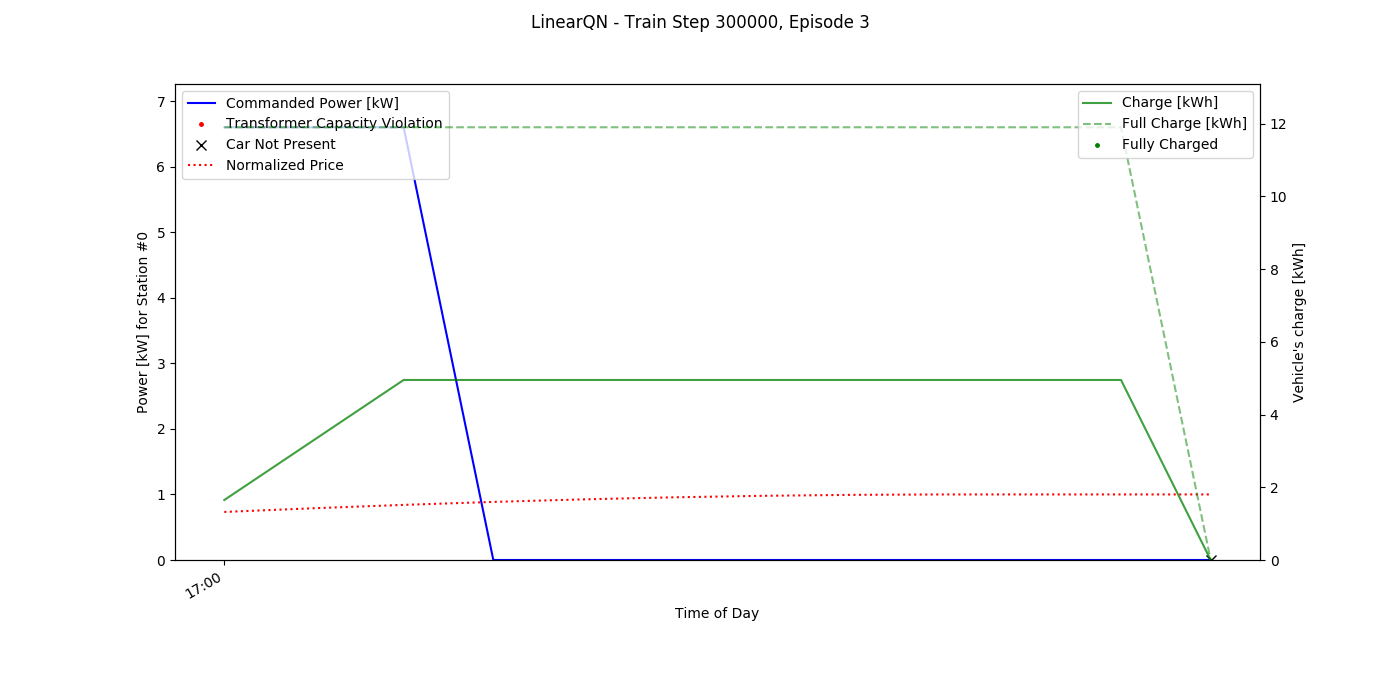 LinearQN - Train Step 300000, Episode 3
Commanded Power [kW]
Transformer Capacity Violation
Car Not Present
Normalized Price
Charge [kWh]
Full Charge [kWh]
Fully Charged
7
6
5
4
3
2
1
0
Power [kW] for Station #0
12
10
8
6
4
2
0
Vehicle's charge [kWh]
17:00
Time of Day